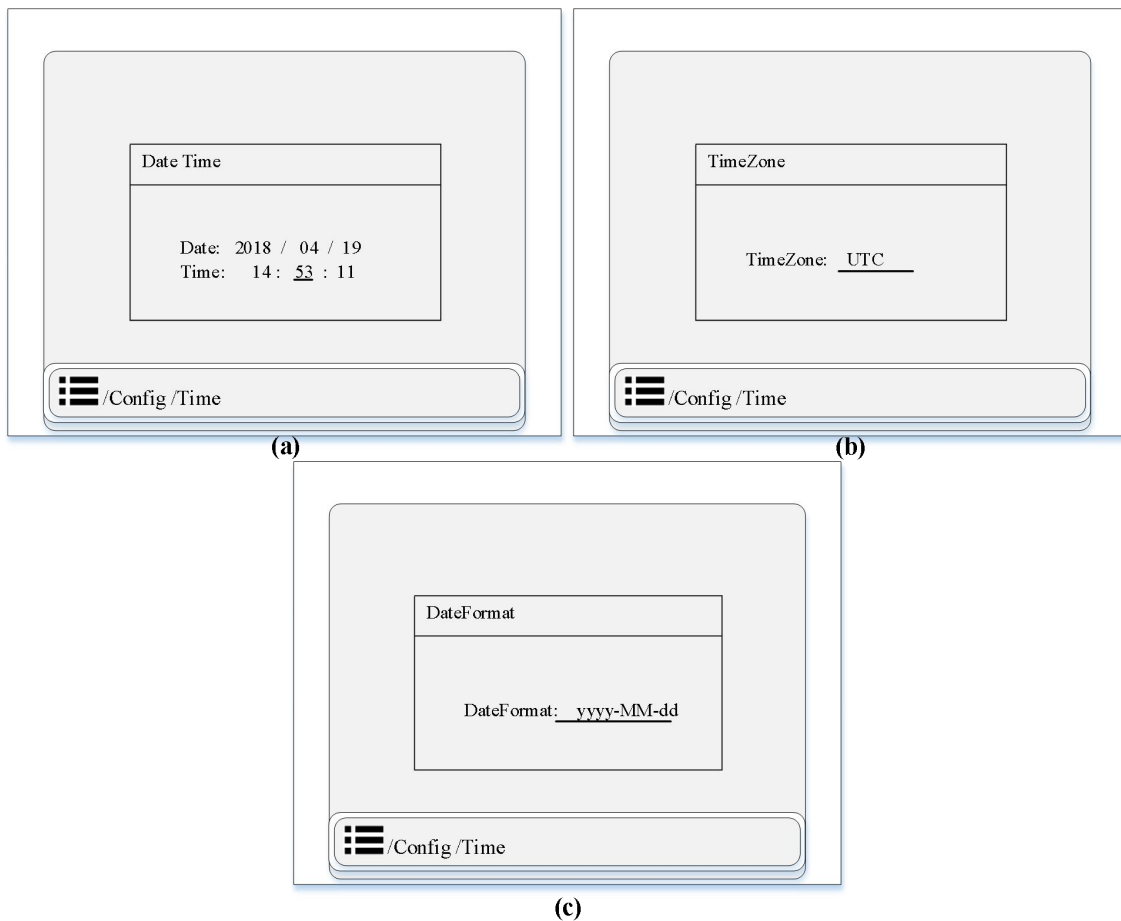 Date Time
Date: 2018 / 04 / 19
Time: 14 : 53 : 11
/Config /Time
(a)
TimeZone
TimeZone: UTC
/Config /Time
(b)
DateFormat
DateFormat: yyyy-MM-dd
/Config /Time
(c)